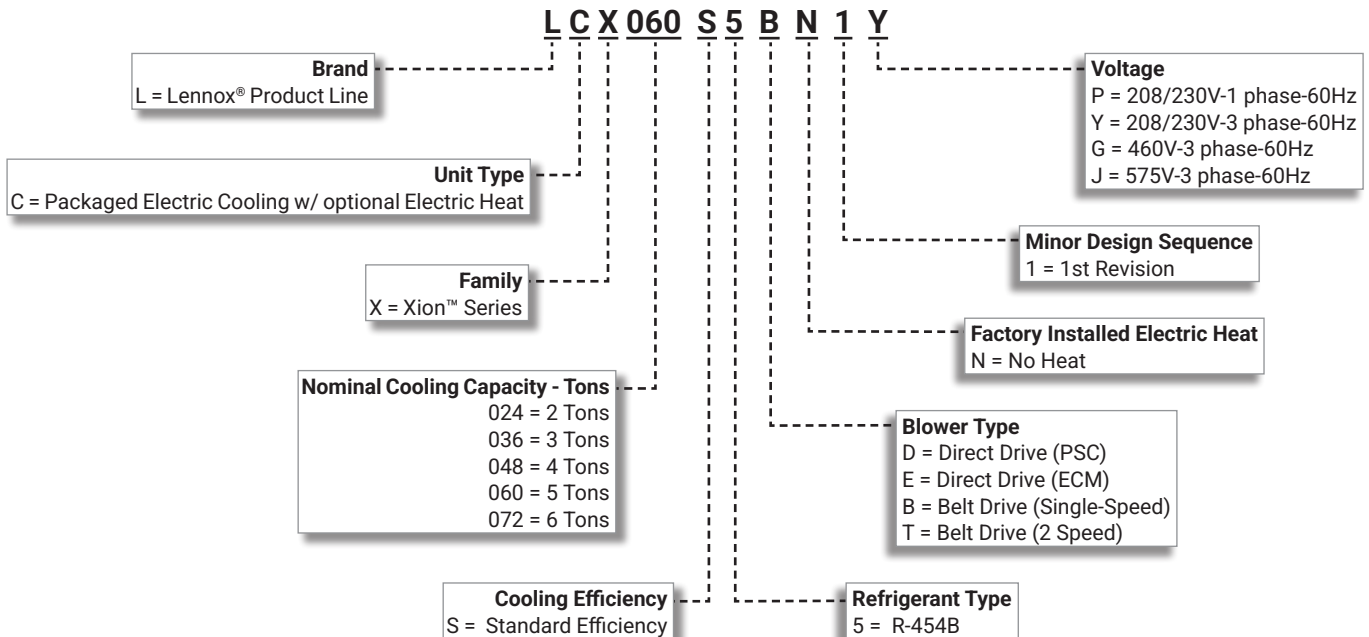 L C X 060 S 5 B N 1 Y
Brand
L = Lennox® Product Line
Voltage
P = 208/230V-1 phase-60Hz
Y = 208/230V-3 phase-60Hz
G = 460V-3 phase-60Hz
J = 575V-3 phase-60Hz
Unit Type
C = Packaged Electric Cooling w/ optional Electric Heat
Minor Design Sequence
1 = 1st Revision
Family
X = Xion™ Series
Factory Installed Electric Heat
N = No Heat
Nominal Cooling Capacity - Tons
024 = 2 Tons
036 = 3 Tons
048 = 4 Tons
060 = 5 Tons
072 = 6 Tons
Blower Type
D = Direct Drive (PSC)
E = Direct Drive (ECM)
B = Belt Drive (Single-Speed)
T = Belt Drive (2 Speed)
Cooling Efficiency
S = Standard Efficiency
Refrigerant Type
5 = R-454B